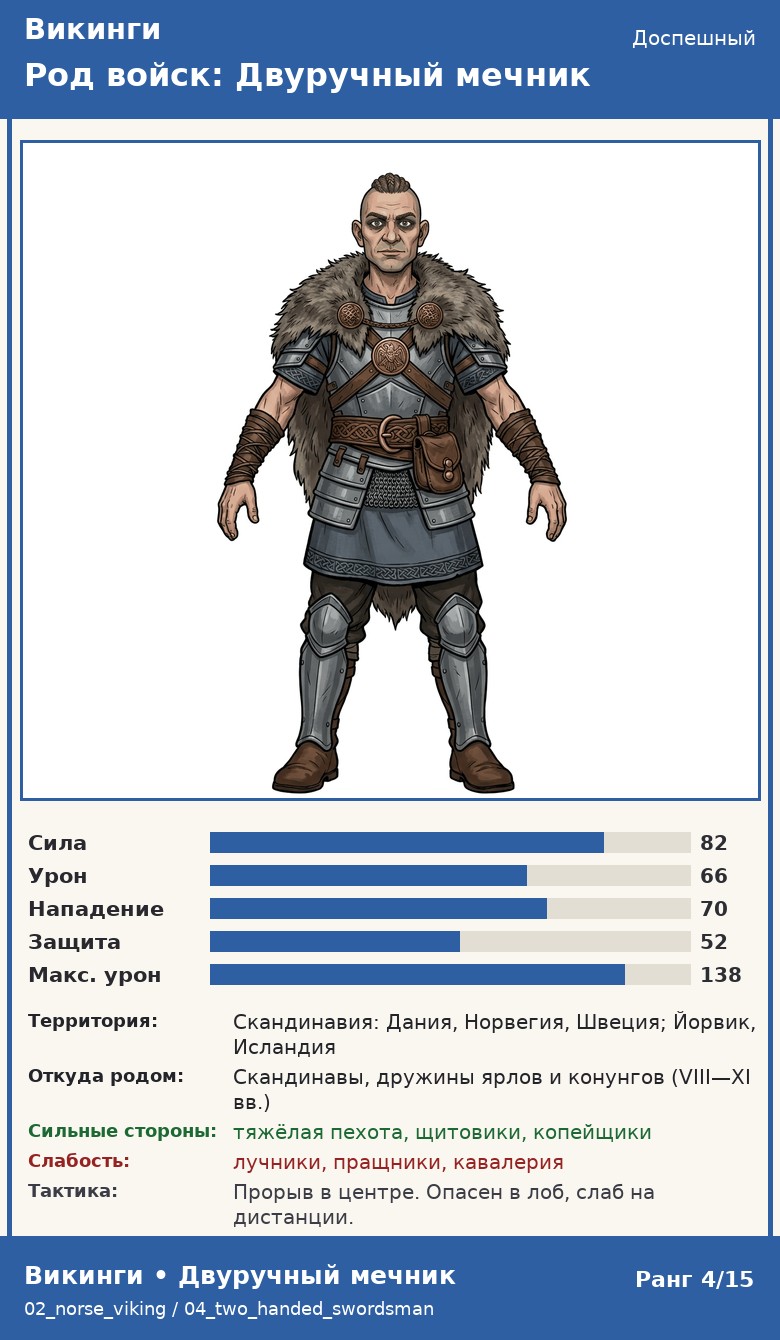 Викинги
Доспешный
Род войск: Двуручный мечник
Сила 82
Урон 66
Нападение 70
Защита 52
Макс. урон 138
Территория: Скандинавия: Дания, Норвегия, Швеция; Йорвик,
Исландия
Откуда родом: Скандинавы, дружины ярлов и конунгов (VIII—XI
вв.)
Сильные стороны: тяжёлая пехота, щитовики, копейщики
Слабость: лучники, пращники, кавалерия
Тактика: Прорыв в центре. Опасен в лоб, слаб на
дистанции.
Викинги • Двуручный мечник
Ранг 4/15
02_norse_viking / 04_two_handed_swordsman